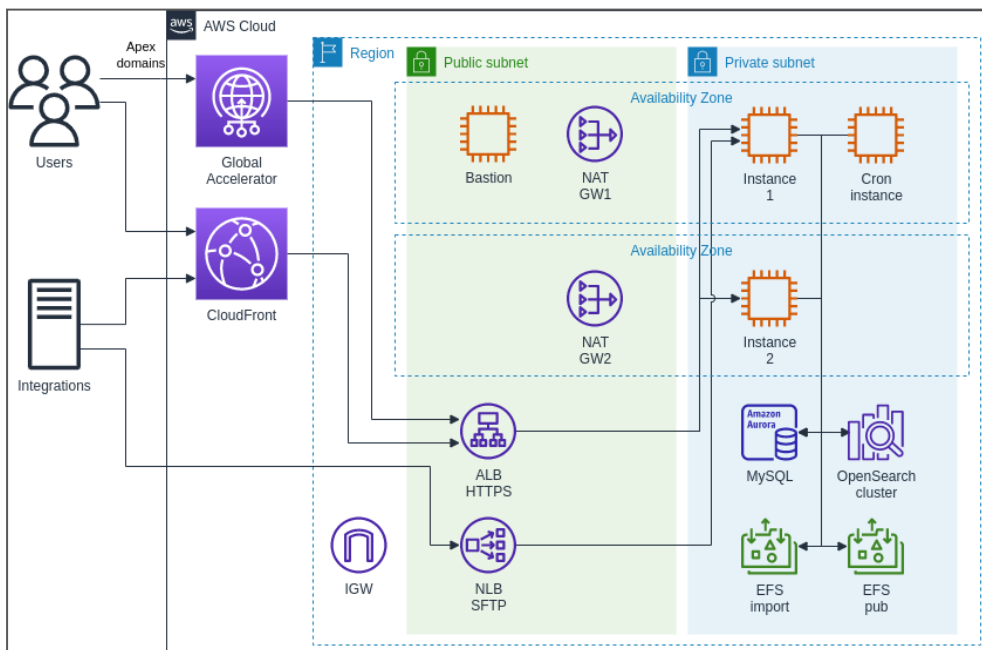 aws
AWS Cloud
Apex
domains
Region
Public subnet
Private subnet
Users
Global
Accelerator
Availability Zone
Bastion
NAT
GW1
Instance
1
Cron
instance
Availability Zone
CloudFront
NAT
GW2
Instance
2
Integrations
ALB
HTTPS
Amazon
Aurora
MySQL
OpenSearch
cluster
IGW
NLB
SFTP
EFS
import
EFS
pub